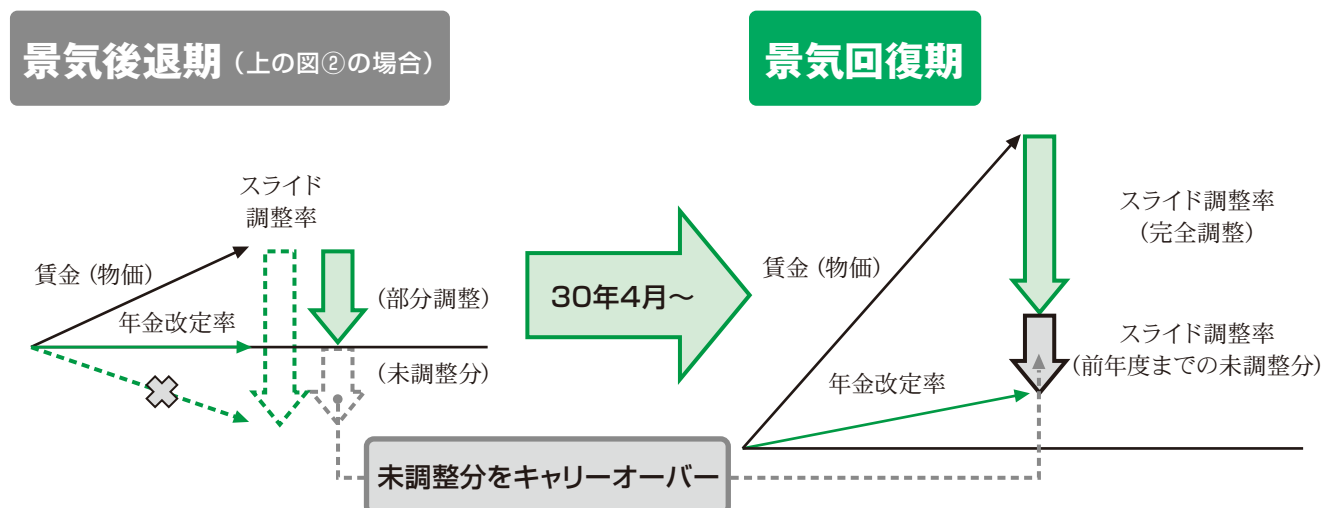 景気後退期（上の図②の場合）
スライド
調整率
賃金（物価）
年金改定率
（部分調整）
（未調整分）
30年4月～
景気回復期
賃金（物価）
年金改定率
スライド調整率
（完全調整）
スライド調整率
（前年度までの未調整分）
未調整分をキャリーオーバー